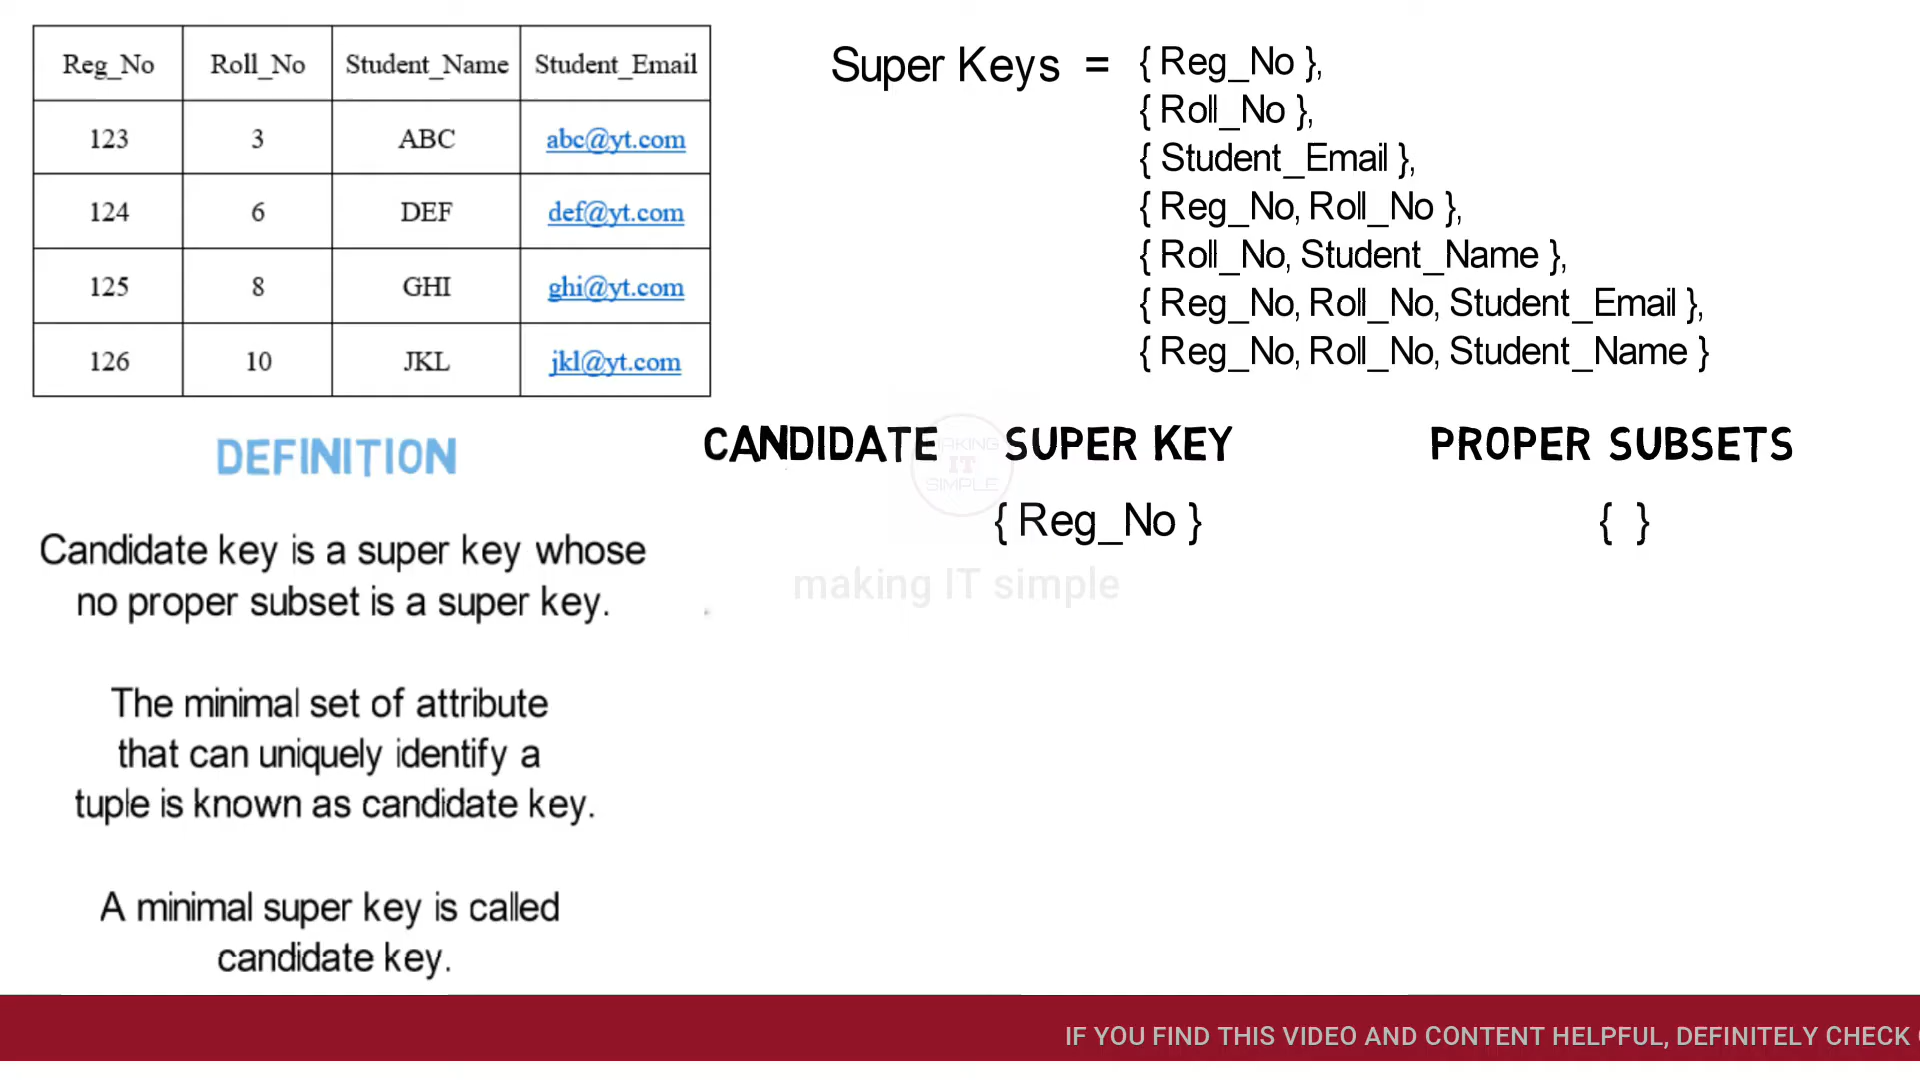 Reg_No Roll_No Student_Name Student_Email
123 3 ABC abc@yt.com
124 6 DEF def@yt.com
125 8 GHI ghi@yt.com
126 10 JKL jkl@yt.com
Super Keys = { Reg_No },
{ Roll_No },
{ Student_Email },
{ Reg_No, Roll_No },
{ Roll_No, Student_Name },
{ Reg_No, Roll_No, Student_Email },
{ Reg_No, Roll_No, Student_Name }
DEFINITION
Candidate key is a super key whose
no proper subset is a super key.
The minimal set of attribute
that can uniquely identify a
tuple is known as candidate key.
A minimal super key is called
candidate key.
CANDIDATE SUPER KEY PROPER SUBSETS
{ Reg_No } { }
MAKING
IT
SIMPLE
making IT simple
IF YOU FIND THIS VIDEO AND CONTENT HELPFUL, DEFINITELY CHECK